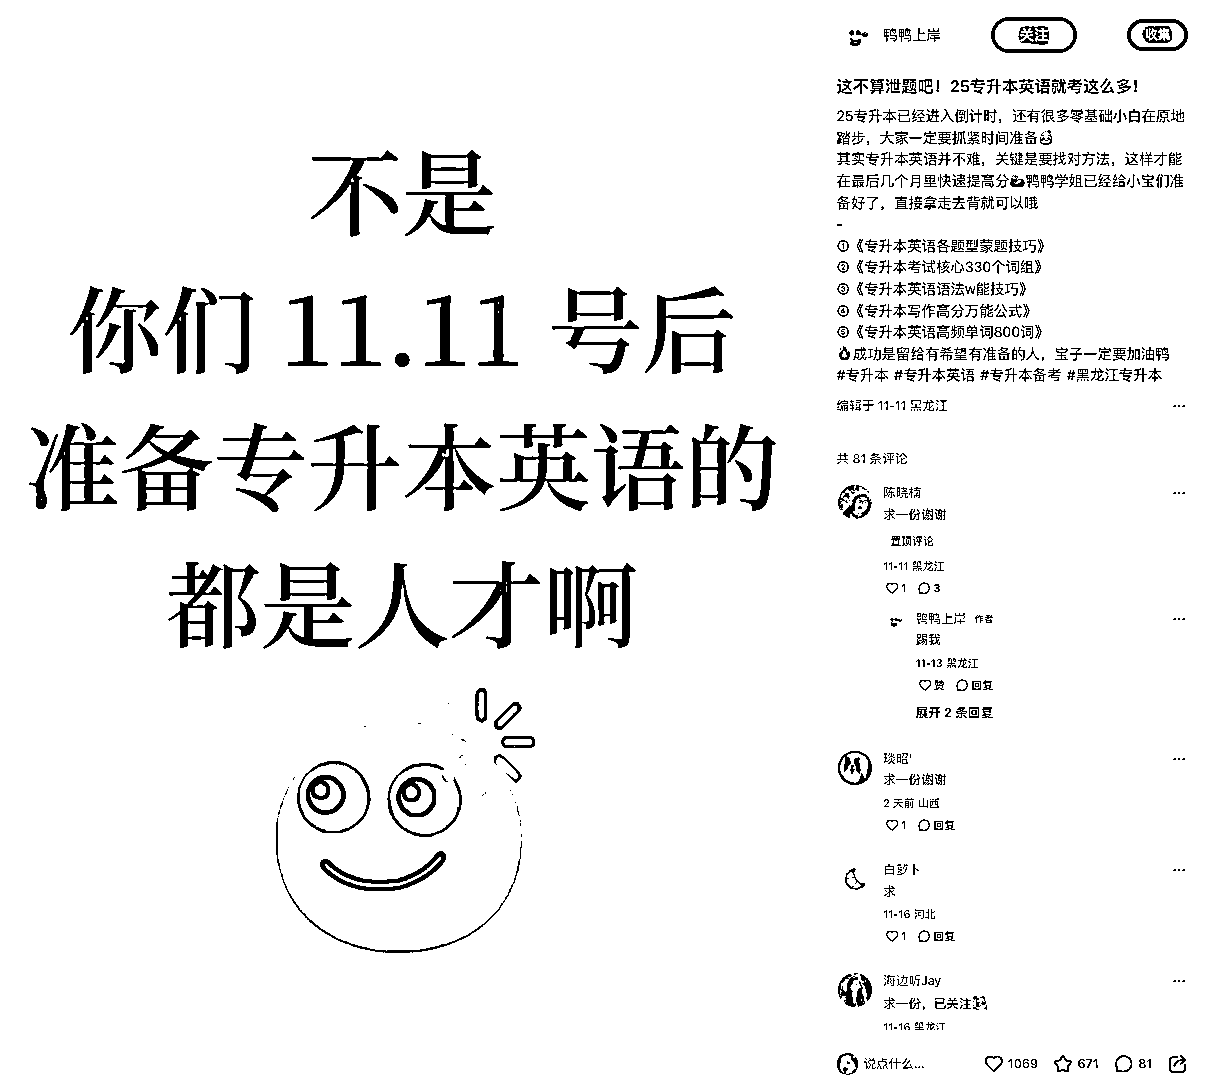 不是
你们 11.11 号后
准备专升本英语的
都是人才啊
鸭鸭上岸
关注
收藏
这不算泄题吧！25专升本英语就考这么多！
25专升本已经进入倒计时，还有很多零基础小白在原地
踏步，大家一定要抓紧时间准备
其实专升本英语并不难，关键是要找对方法，这样才能
在最后几个月里快速提高分鸭鸭学姐已经给小宝们准
备好了，直接拿走去背就可以哦
-
①《专升本英语各题型蒙题技巧》
②《专升本考试核心330个词组》
③《专升本英语语法w能技巧》
④《专升本写作高分万能公式》
⑤《专升本英语高频单词800词》
成功是留给有希望有准备的人，宝子一定要加油鸭
#专升本 #专升本英语 #专升本备考 #黑龙江专升本
编辑于 11-11 黑龙江
共 81 条评论
陈晓楠
求一份谢谢
置顶评论
11-11 黑龙江
1 3
鸭鸭上岸 作者
踢我
11-13 黑龙江
赞 回复
展开 2 条回复
琰昭'
求一份谢谢
2 天前 山西
1 回复
白萝卜
求
11-16 河北
1 回复
海边听Jay
求一份，已关注
11-16 黑龙江
说点什么...
1069 671 81